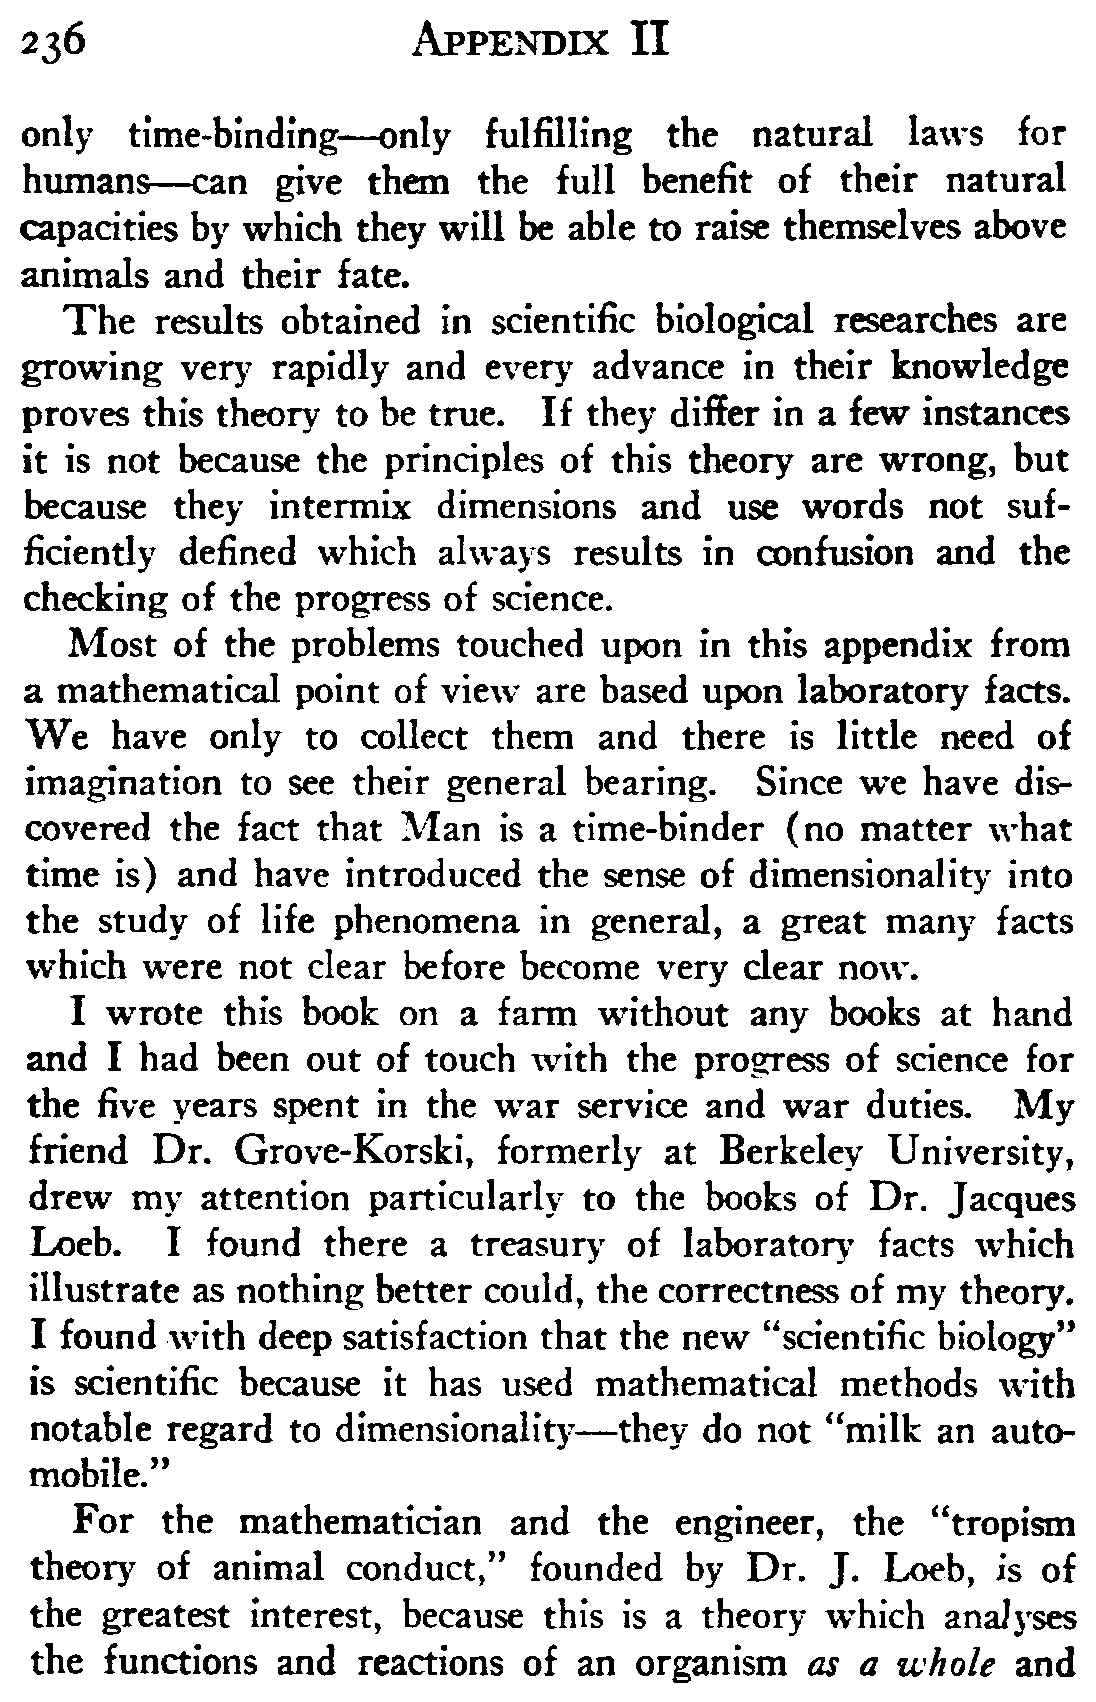 236 APPENDIX II
only time-binding—only fulfilling the natural laws for
humans—can give them the full benefit of their natural
capacities by which they will be able to raise themselves above
animals and their fate.
The results obtained in scientific biological researches are
growing very rapidly and every advance in their knowledge
proves this theory to be true. If they differ in a few instances
it is not because the principles of this theory are wrong, but
because they intermix dimensions and use words not suf-
ficiently defined which always results in confusion and the
checking of the progress of science.
Most of the problems touched upon in this appendix from
a mathematical point of view are based upon laboratory facts.
We have only to collect them and there is little need of
imagination to see their general bearing. Since we have dis-
covered the fact that Man is a time-binder (no matter what
time is) and have introduced the sense of dimensionality into
the study of life phenomena in general, a great many facts
which were not clear before become very clear now.
I wrote this book on a farm without any books at hand
and I had been out of touch with the progress of science for
the five years spent in the war service and war duties. My
friend Dr. Grove-Korski, formerly at Berkeley University,
drew my attention particularly to the books of Dr. Jacques
Loeb. I found there a treasury of laboratory facts which
illustrate as nothing better could, the correctness of my theory.
I found with deep satisfaction that the new “scientific biology”
is scientific because it has used mathematical methods with
notable regard to dimensionality—they do not “milk an auto-
mobile.”
For the mathematician and the engineer, the “tropism
theory of animal conduct,” founded by Dr. J. Loeb, is of
the greatest interest, because this is a theory which analyses
the functions and reactions of an organism as a whole and